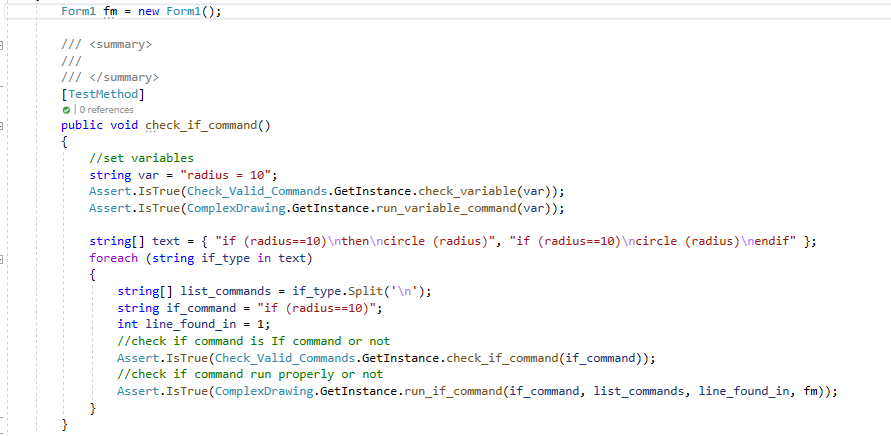 Form1 fm = new Form1();
/// <summary>
///
/// </summary>
[TestMethod]
| 0 references
public void check_if_command()
{
//set variables
string var = "radius = 10";
Assert.IsTrue(Check_Valid_Commands.GetInstance.check_variable(var));
Assert.IsTrue(ComplexDrawing.GetInstance.run_variable_command(var));
string[] text = { "if (radius==10)\nthen\ncircle (radius)", "if (radius==10)\ncircle (radius)\nendif" };
foreach (string if_type in text)
{
string[] list_commands = if_type.Split('\n');
string if_command = "if (radius==10)";
int line_found_in = 1;
//check if command is If command or not
Assert.IsTrue(Check_Valid_Commands.GetInstance.check_if_command(if_command));
//check if command run properly or not
Assert.IsTrue(ComplexDrawing.GetInstance.run_if_command(if_command, list_commands, line_found_in, fm));
}
}